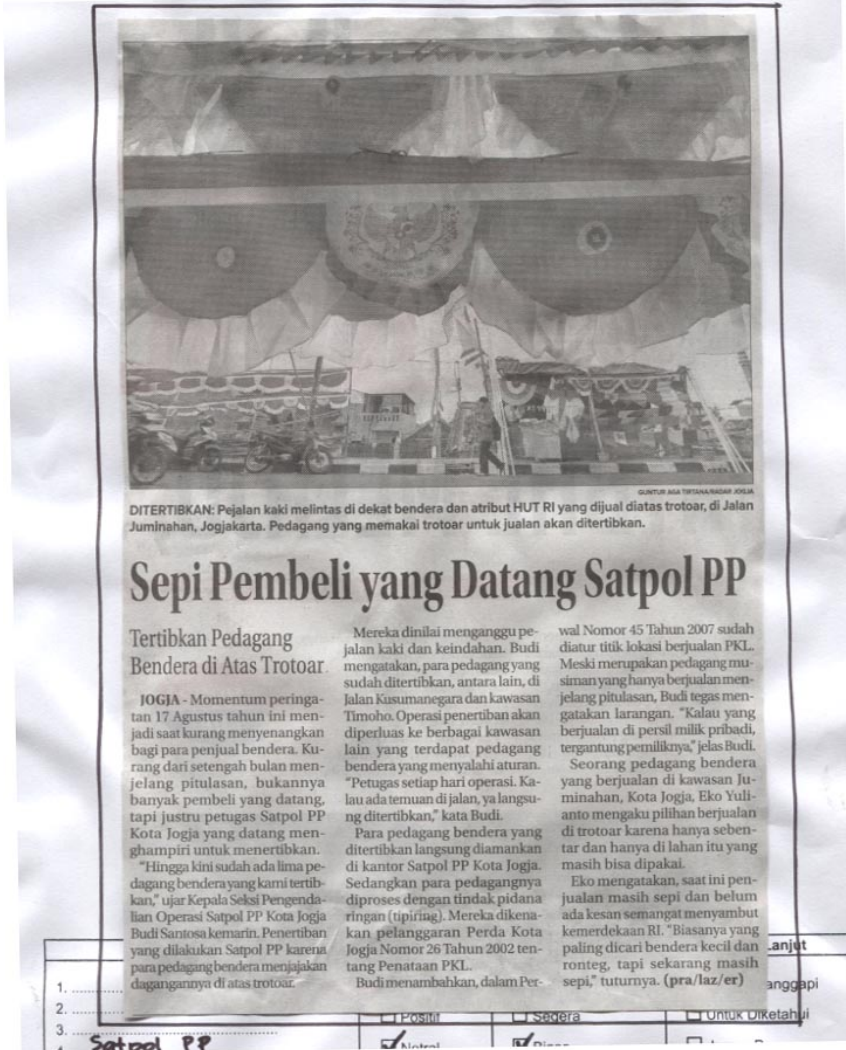 GUNTUR AGA TIRTANA/RADAR JOGJA
DITERTIBKAN: Pejalan kaki melintas di dekat bendera dan atribut HUT RI yang dijual diatas trotoar, di Jalan
Juminahan, Jogjakarta. Pedagang yang memakai trotoar untuk jualan akan ditertibkan.
Sepi Pembeli yang Datang Satpol PP
Tertibkan Pedagang
Bendera di Atas Trotoar
JOGJA - Momentum peringa-
tan 17 Agustus tahun ini men-
jadi saat kurang menyenangkan
bagi para penjual bendera. Ku-
rang dari setengah bulan men-
jelang pitulasan, bukannya
banyak pembeli yang datang,
tapi justru petugas Satpol PP
Kota Jogja yang datang men-
ghampiri untuk menertibkan.
"Hingga kini sudah ada lima pe-
dagang bendera yang kami tertib-
kan," ujar Kepala Seksi Pengenda-
lian Operasi Satpol PP Kota Jogja
Budi Santosa kemarin. Penertiban
yang dilakukan Satpol PP karena
para pedagang bendera menjajakan
dagangannya di atas trotoar.
Mereka dinilai menganggu pe-
jalan kaki dan keindahan. Budi
mengatakan, para pedagang yang
sudah ditertibkan, antara lain, di
Jalan Kusumanegara dan kawasan
Timoho. Operasi penertiban akan
diperluas ke berbagai kawasan
lain yang terdapat pedagang
bendera yang menyalahi aturan.
"Petugas setiap hari operasi. Ka-
lau ada temuan di jalan, ya langsu-
ng ditertibkan," kata Budi.
Para pedagang bendera yang
ditertibkan langsung diamankan
di kantor Satpol PP Kota Jogja.
Sedangkan para pedagangnya
diproses dengan tindak pidana
ringan (tipiring). Mereka dikena-
kan pelanggaran Perda Kota
Jogja Nomor 26 Tahun 2002 ten-
tang Penataan PKL.
Budi menambahkan, dalam Per-
wal Nomor 45 Tahun 2007 sudah
diatur titik lokasi berjualan PKL.
Meski merupakan pedagang mu-
siman yang hanya berjualan men-
jelang pitulasan, Budi tegas men-
gatakan larangan. "Kalau yang
berjualan di persil milik pribadi,
tergantung pemiliknya," jelas Budi.
Seorang pedagang bendera
yang berjualan di kawasan Ju-
minahan, Kota Jogja, Eko Yuli-
anto mengaku pilihan berjualan
di trotoar karena hanya seben-
tar dan hanya di lahan itu yang
masih bisa dipakai.
Eko mengatakan, saat ini pen-
jualan masih sepi dan belum
ada kesan semangat menyambut
kemerdekaan RI. "Biasanya yang
paling dicari bendera kecil dan
ronteg, tapi sekarang masih
sepi," tuturnya. (pra/laz/er)
anjut
1. anggapi
2. Positif Segera Untuk Diketahui
3.
Satpol PP Netral